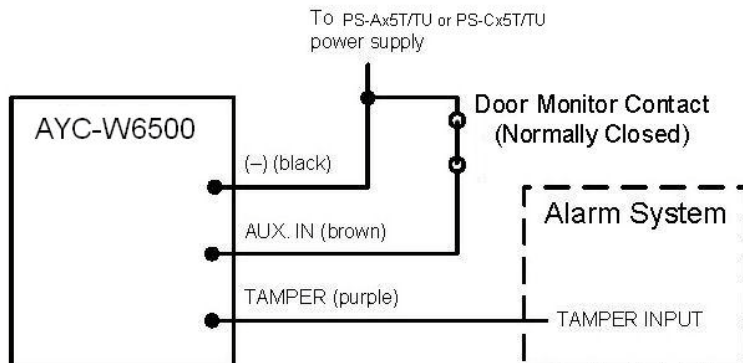 To PS-Ax5T/TU or PS-Cx5T/TU
power supply
Door Monitor Contact
(Normally Closed)
AYC-W6500
(–) (black)
AUX. IN (brown)
TAMPER (purple)
Alarm System
TAMPER INPUT